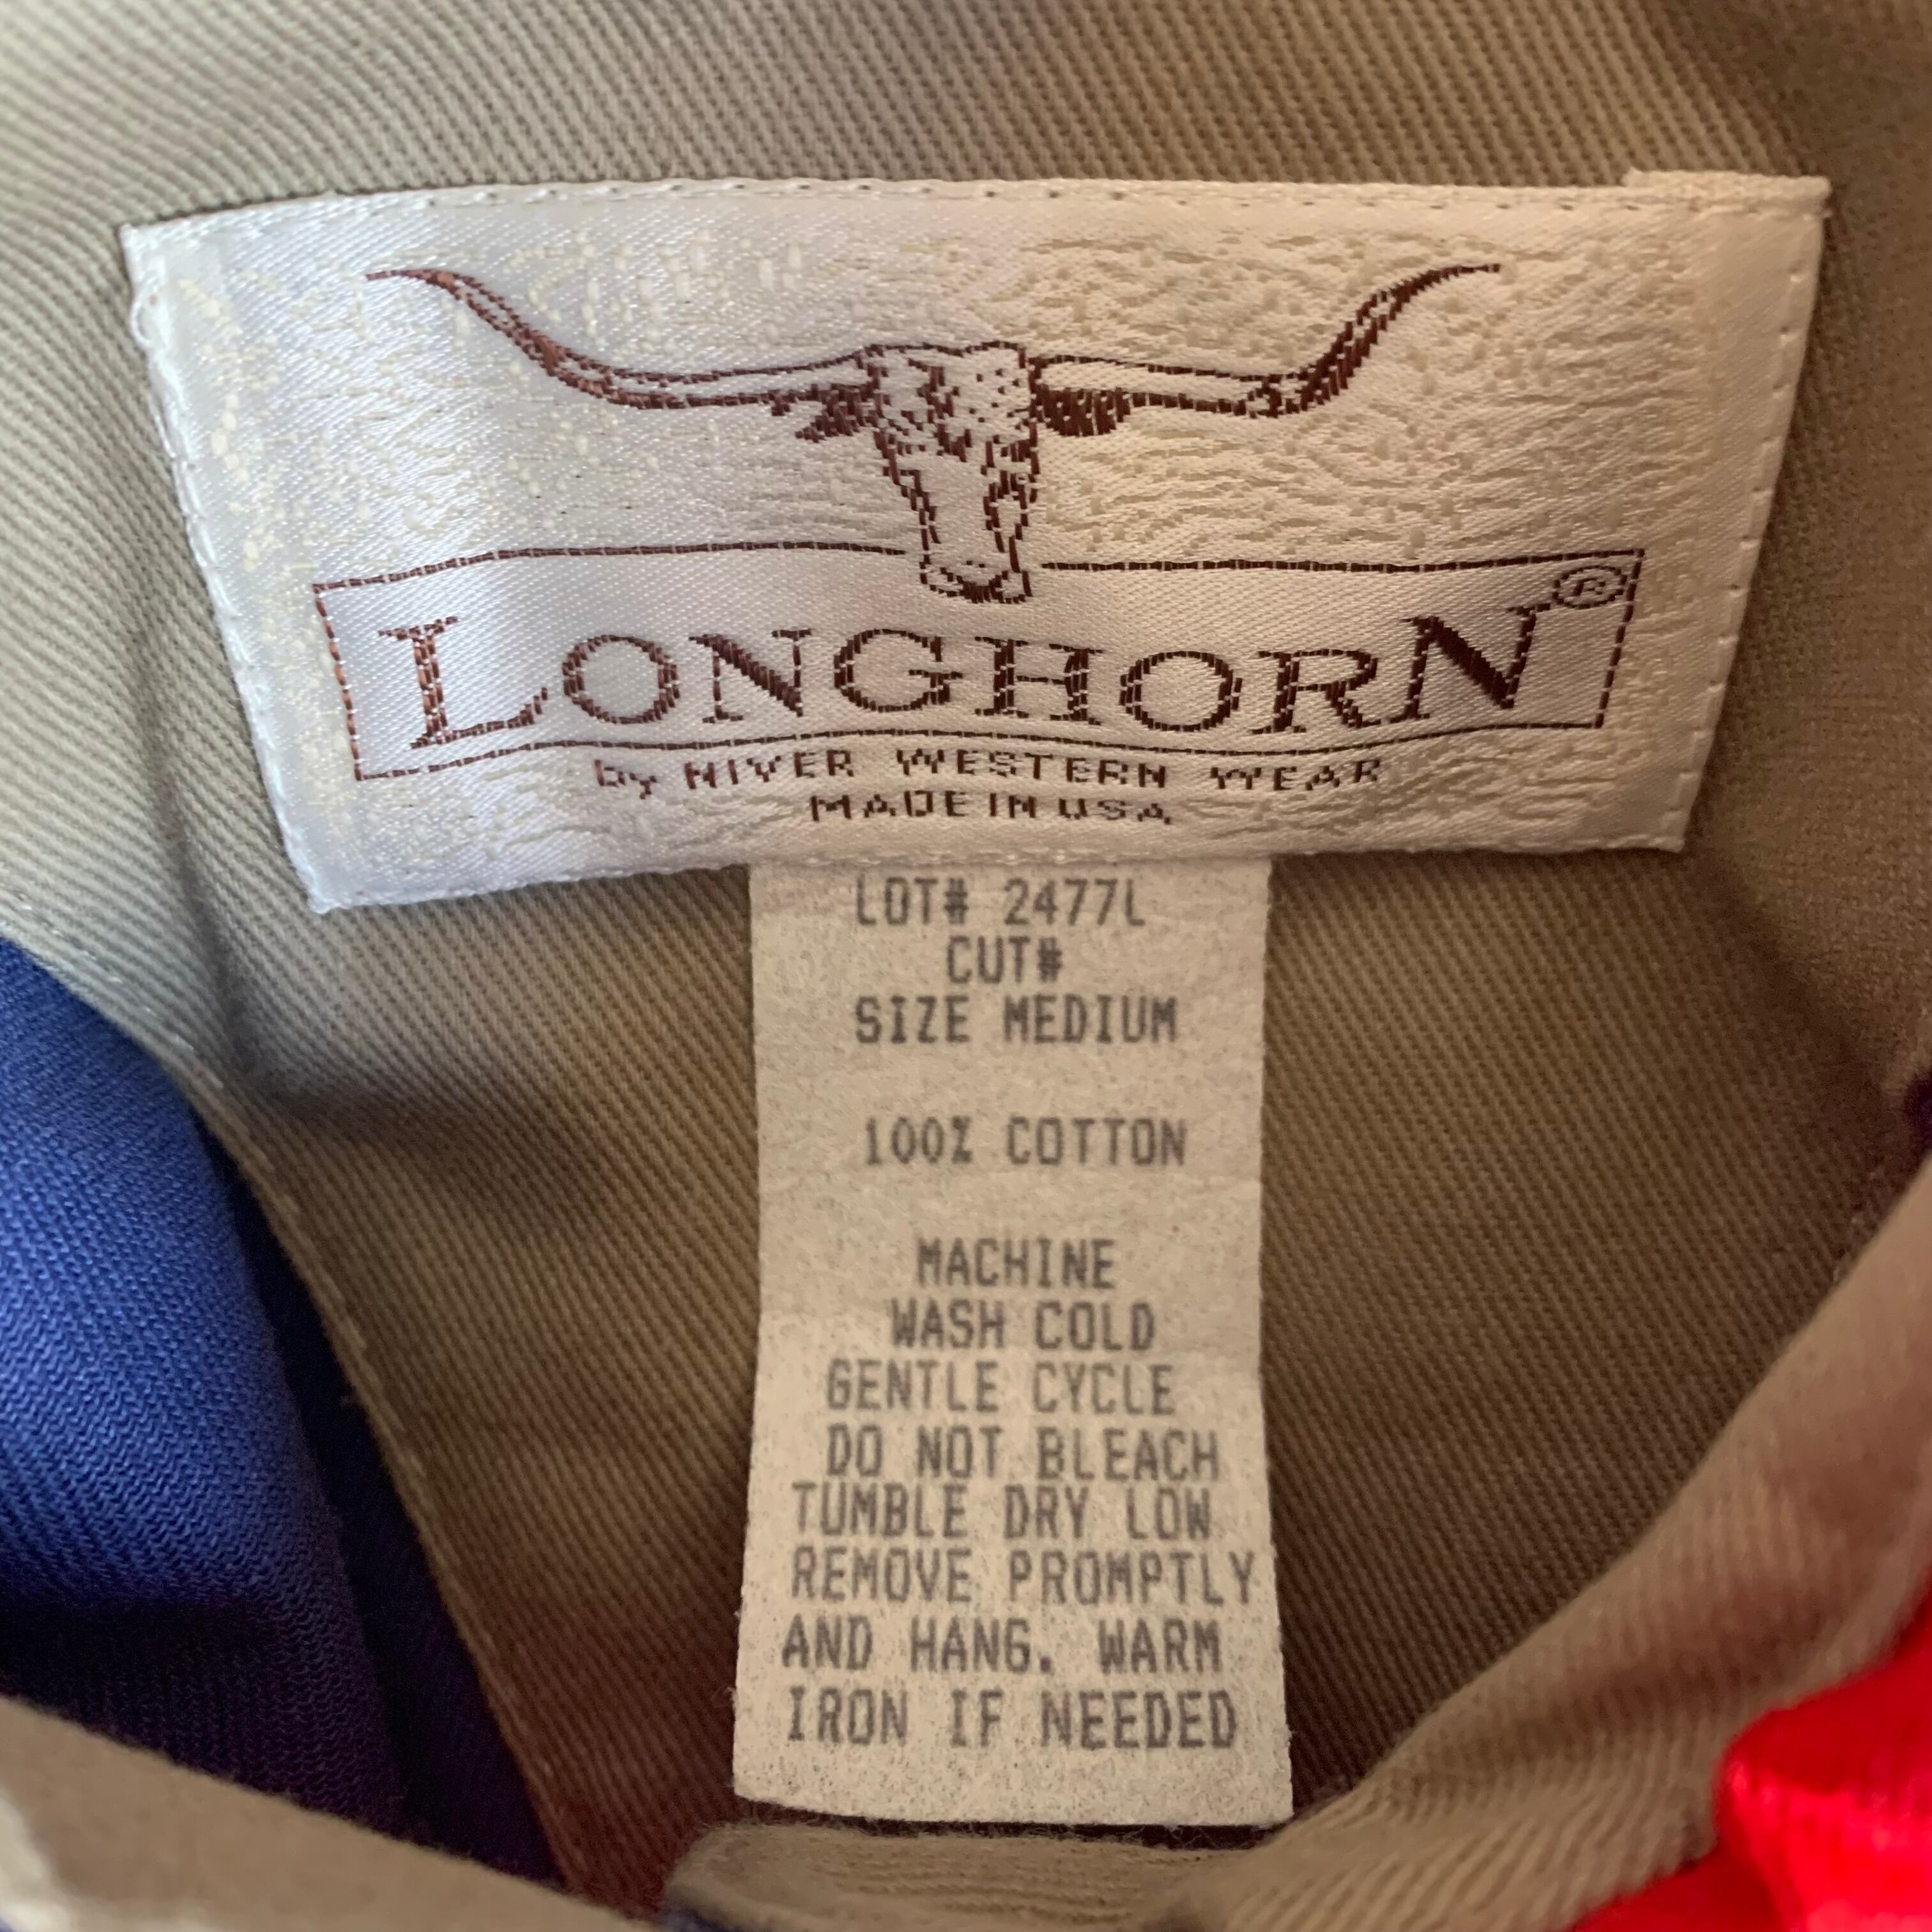 LONGHORN®
by NIVER WESTERN WEAR
MADE IN USA
LOT# 2477L
CUT#
SIZE MEDIUM
100% COTTON
MACHINE
WASH COLD
GENTLE CYCLE
DO NOT BLEACH
TUMBLE DRY LOW
REMOVE PROMPTLY
AND HANG. WARM
IRON IF NEEDED